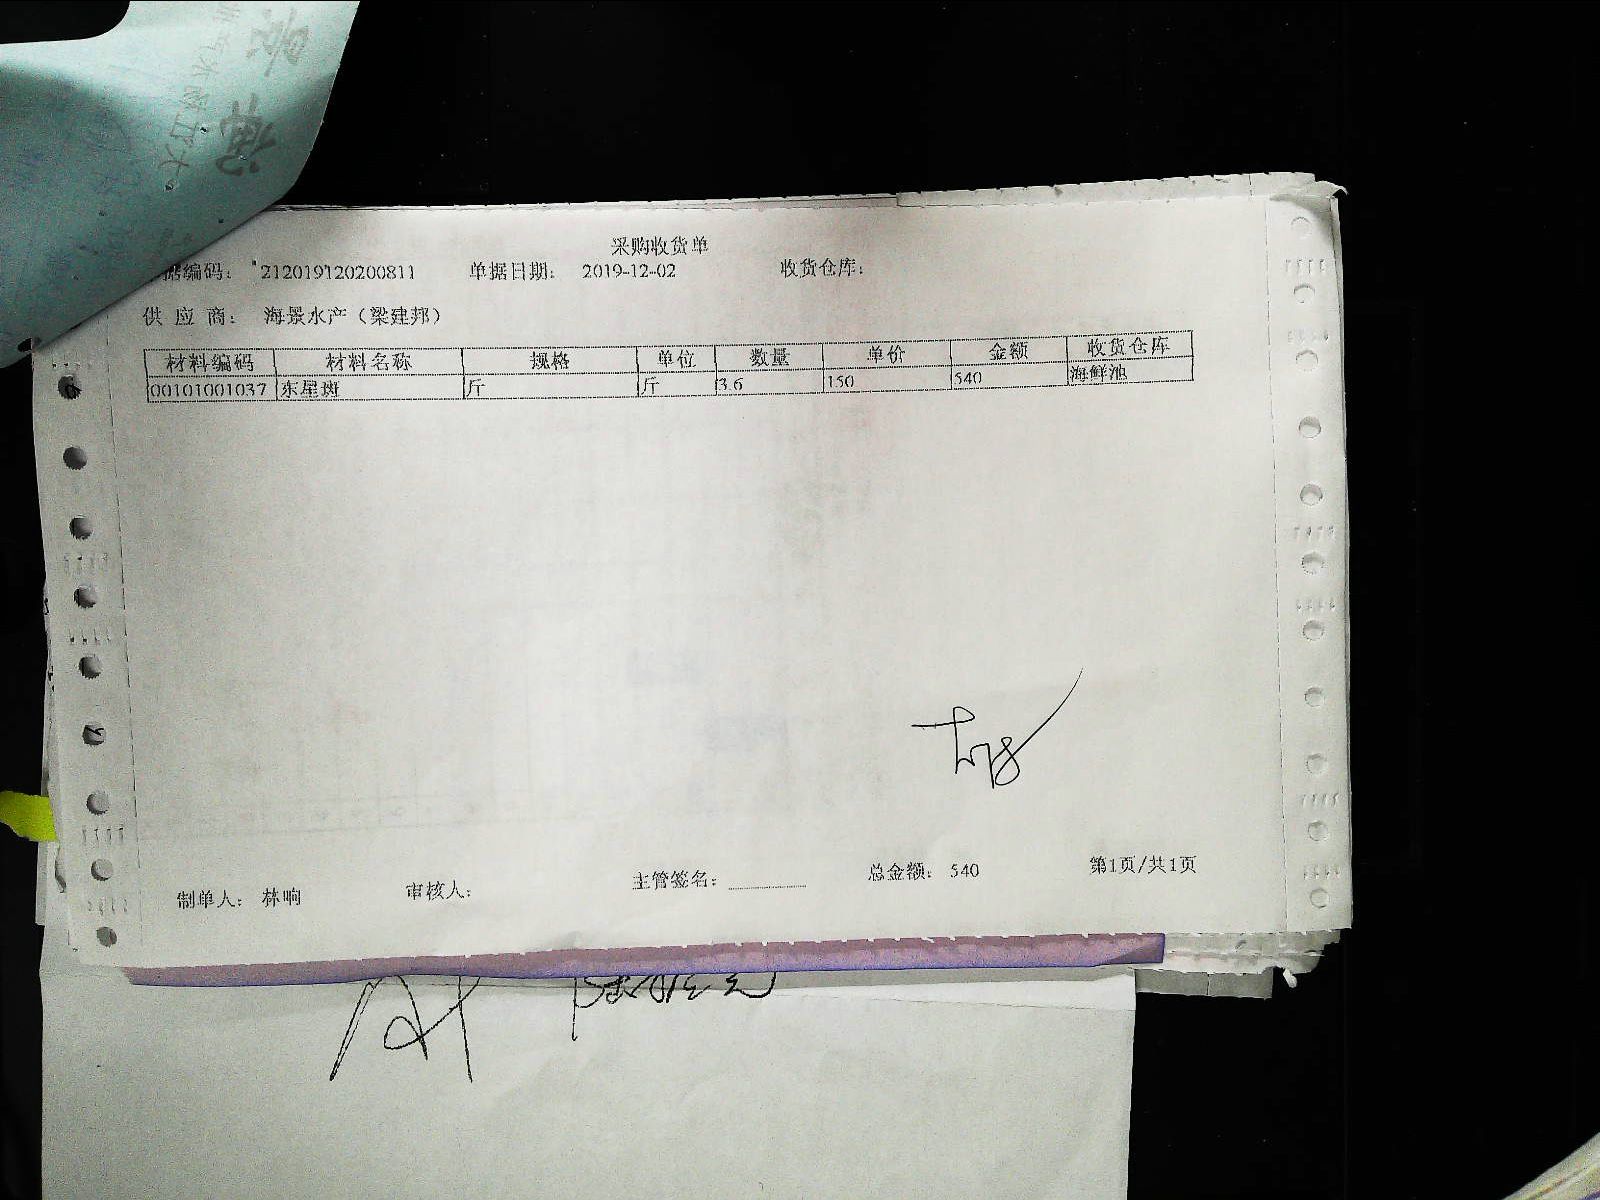 采购收货单
据编码： 212019120200811 单据日期： 2019-12-02 收货仓库：
供 应 商： 海景水产（梁建邦）
材料编码 材料名称 规格 单位 数量 单价 金额 收货仓库
00101001037 东星斑 斤 斤 3.6 150 540 海鲜池
制单人： 林响 审核人： 主管签名： 总金额： 540 第1页/共1页